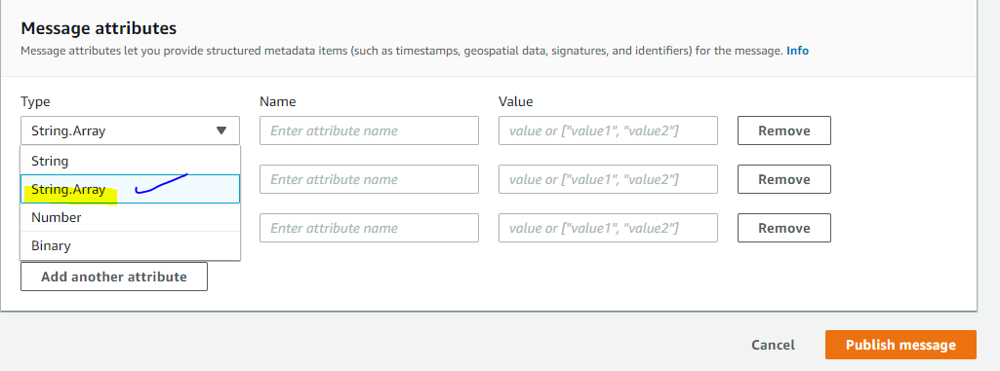 Message attributes
Message attributes let you provide structured metadata items (such as timestamps, geospatial data, signatures, and identifiers) for the message. Info
Type Name Value
String.Array Enter attribute name value or ["value1", "value2"] Remove
String
String.Array Enter attribute name value or ["value1", "value2"] Remove
Number Enter attribute name value or ["value1", "value2"] Remove
Binary
Add another attribute
Cancel Publish message